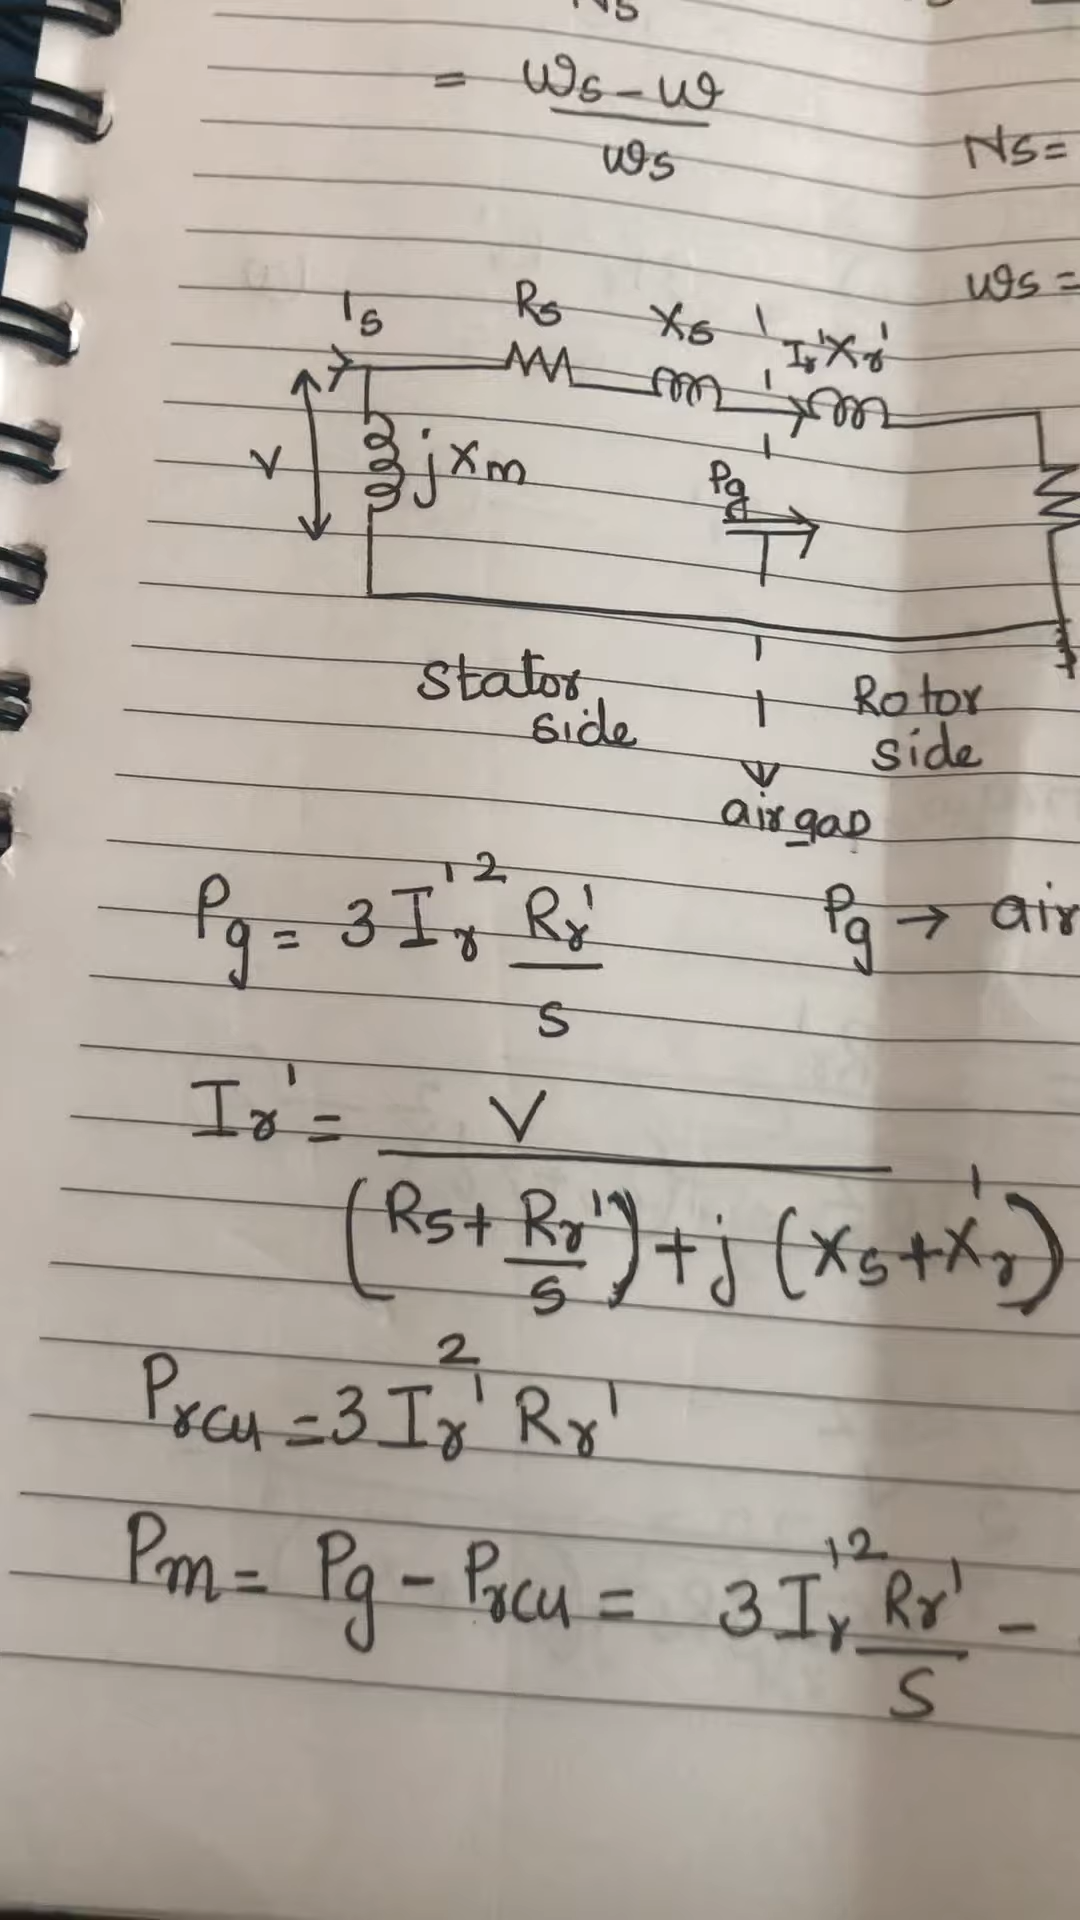 Ns
= ωs - ω
ωs
Ns =
ωs =
Is Rs Xs Ir' Xr'
V jXm
Pg
Stator side
Rotor side
air gap
Pg = 3 Ir'² Rr' / s
Pg → air
Ir' = V / (Rs + Rr'/s) + j (Xs + Xr')
Prcu = 3 Ir'² Rr'
Pm = Pg - Prcu = 3 Ir'² Rr' / s -